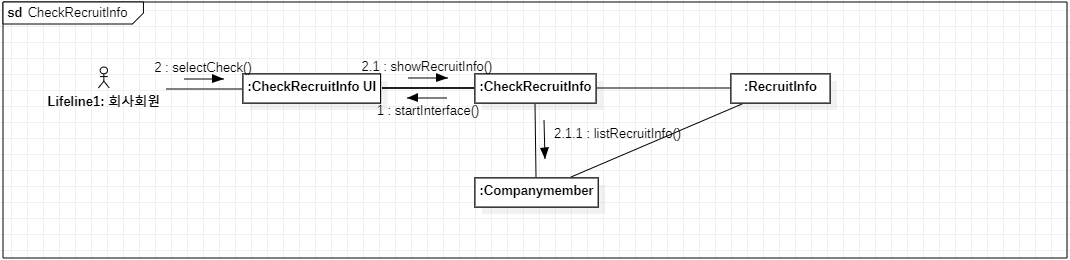 sd CheckRecruitInfo
2 : selectCheck()
2.1 : showRecruitInfo()
:CheckRecruitInfo UI
:CheckRecruitInfo
:RecruitInfo
Lifeline1: 회사회원
1 : startInterface()
2.1.1 : listRecruitInfo()
:Companymember